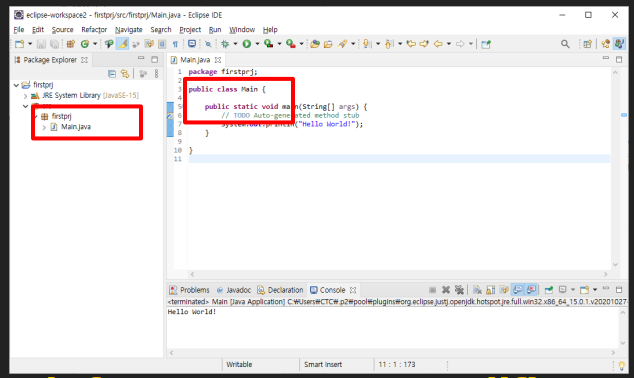 eclipse-workspace2 - firstprj/src/firstprj/Main.java - Eclipse IDE
File Edit Source Refactor Navigate Search Project Run Window Help
Package Explorer
firstprj
JRE System Library [JavaSE-15]
firstprj
Main.java
Main.java
1 package firstprj;
2
3 public class Main {
4
5 public static void main(String[] args) {
6 // TODO Auto-generated method stub
7 System.out.println("Hello World!");
8 }
9
10 }
11
Problems Javadoc Declaration Console
<terminated> Main [Java Application] C:₩Users₩CTC₩.p2₩pool₩plugins₩org.eclipse.justj.openjdk.hotspot.jre.full.win32.x86_64_15.0.1.v20201027-
Hello World!
Writable Smart Insert 11 : 1 : 173